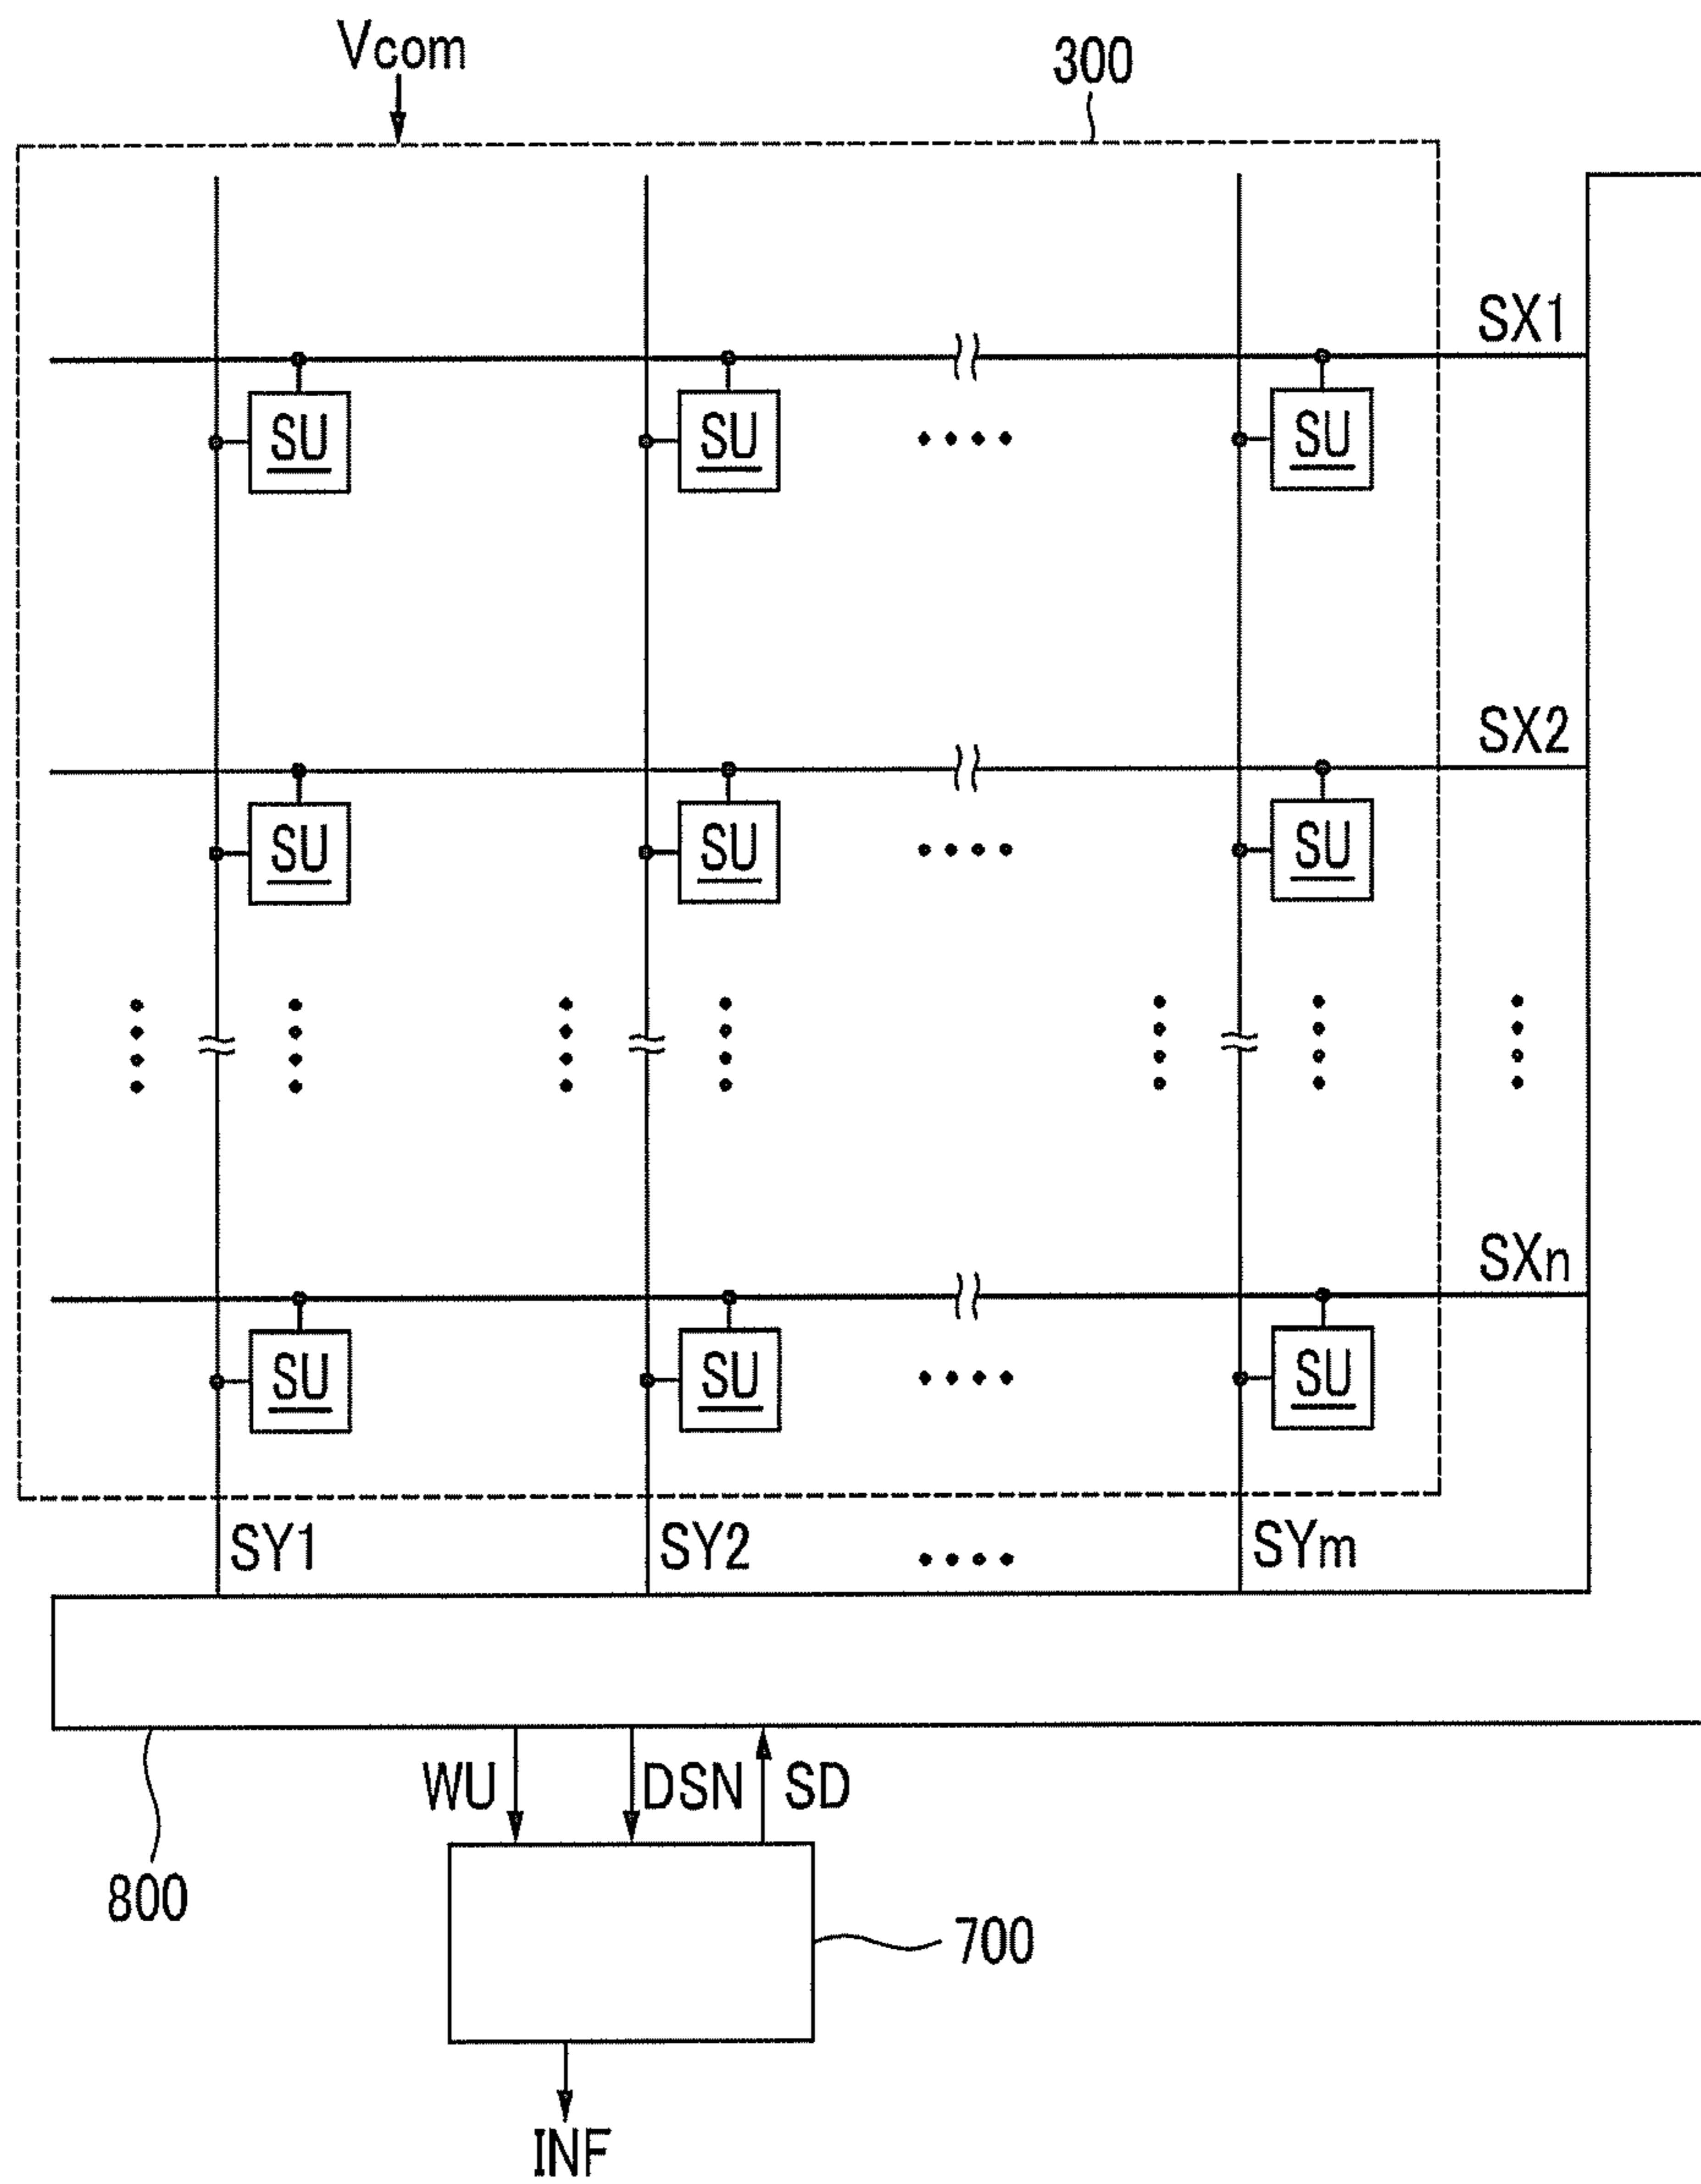 Vcom
300
SX1
SU SU SU
SX2
SU SU SU
SXn
SU SU SU
SY1 SY2 SYm
WU DSN SD
800
700
INF